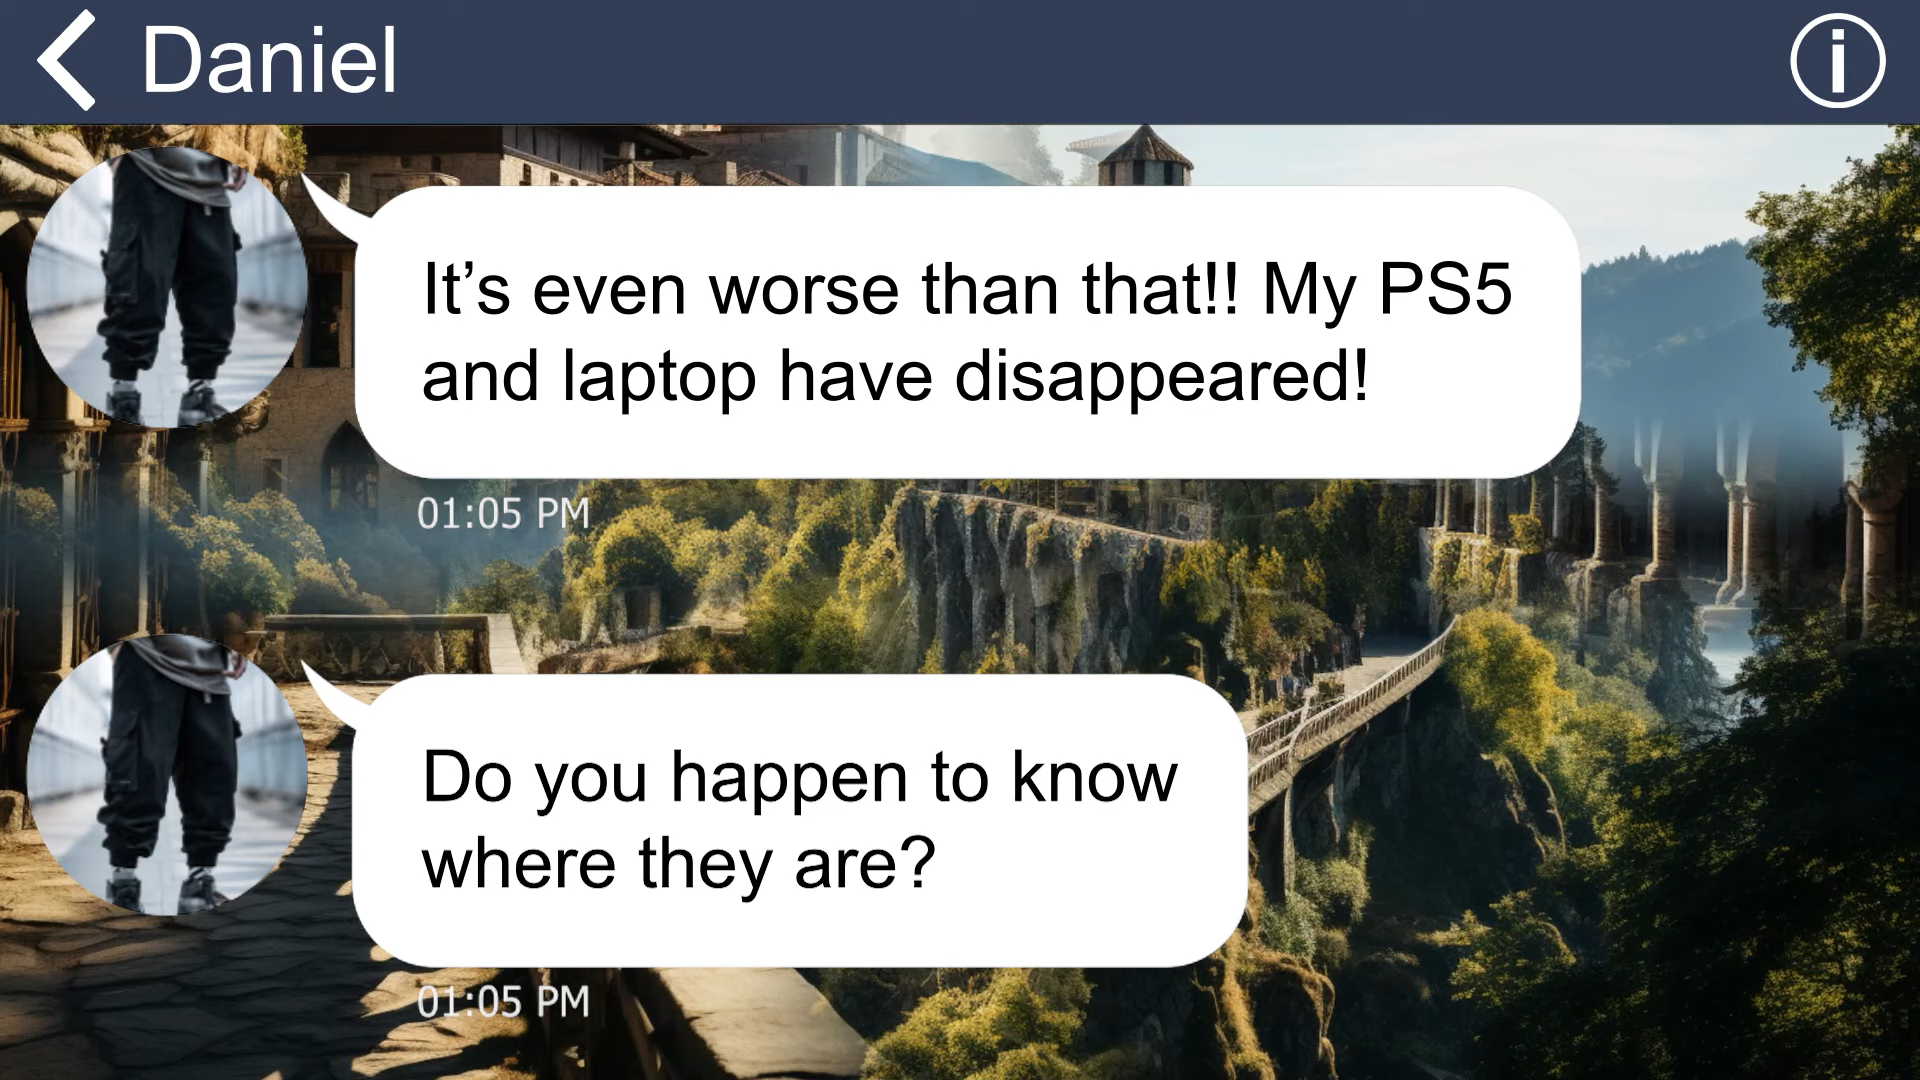 Daniel
It’s even worse than that!! My PS5
and laptop have disappeared!
01:05 PM
Do you happen to know
where they are?
01:05 PM